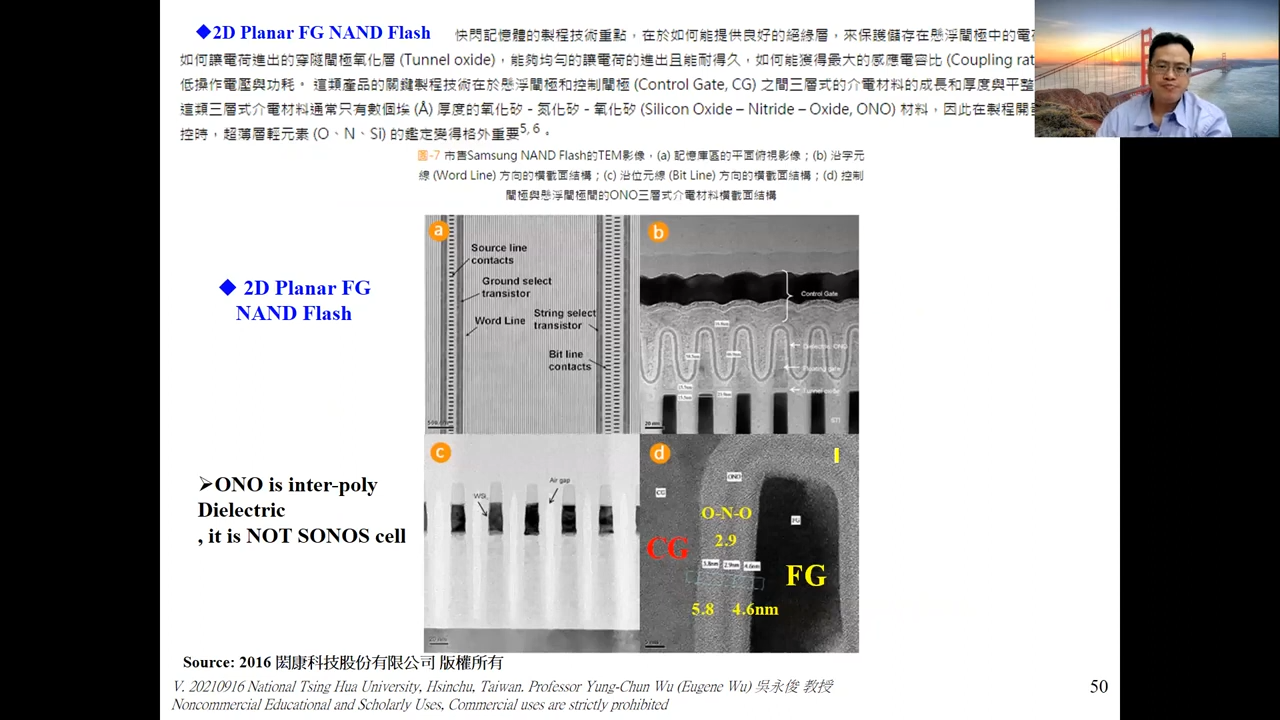 ◆2D Planar FG NAND Flash 快閃記憶體的製程技術重點，在於如何能提供良好的絕緣層，來保護儲存在懸浮閘極中的電
如何讓電荷進出的穿隧閘極氧化層 (Tunnel oxide)，能夠均勻的讓電荷的進出且能耐得久，如何能獲得最大的感應電容比 (Coupling rat
低操作電壓與功耗。 這類產品的關鍵製程技術在於懸浮閘極和控制閘極 (Control Gate, CG) 之間三層式的介電材料的成長和厚度與平整
這類三層式介電材料通常只有數個埃 (Å) 厚度的氧化矽 - 氮化矽 - 氧化矽 (Silicon Oxide – Nitride – Oxide, ONO) 材料，因此在製程開
控時，超薄層輕元素 (O、N、Si) 的鑑定變得格外重要5, 6。
圖-7 市售Samsung NAND Flash的TEM影像，(a) 記憶庫區的平面俯視影像；(b) 沿字元
線 (Word Line) 方向的橫截面結構；(c) 沿位元線 (Bit Line) 方向的橫截面結構；(d) 控制
閘極與懸浮閘極間的ONO三層式介電材料橫截面結構
◆ 2D Planar FG
NAND Flash
a
Source line
contacts
Ground select
transistor
Word Line
String select
transistor
Bit line
contacts
b
Control Gate
Dielectric ONO
Floating gate
Tunnel oxide
STI
20 nm
➢ONO is inter-poly
Dielectric
, it is NOT SONOS cell
c
WSi
Air gap
d
ONO
CG
FG
O-N-O
2.9
CG
FG
5.8nm 2.9nm 4.6nm
5.8 4.6nm
Source: 2016 閎康科技股份有限公司 版權所有
V. 20210916 National Tsing Hua University, Hsinchu, Taiwan. Professor Yung-Chun Wu (Eugene Wu) 吳永俊 教授
Noncommercial Educational and Scholarly Uses, Commercial uses are strictly prohibited
50